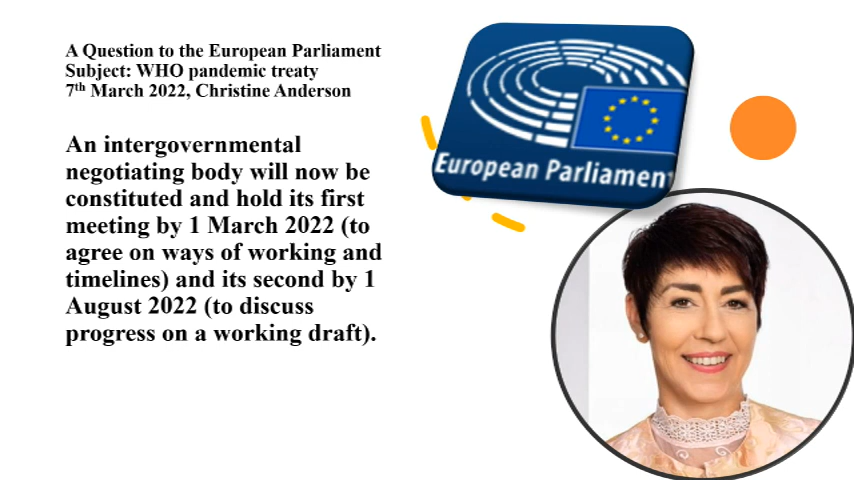 A Question to the European Parliament
Subject: WHO pandemic treaty
7th March 2022, Christine Anderson
An intergovernmental
negotiating body will now be
constituted and hold its first
meeting by 1 March 2022 (to
agree on ways of working and
timelines) and its second by 1
August 2022 (to discuss
progress on a working draft).
European Parliament